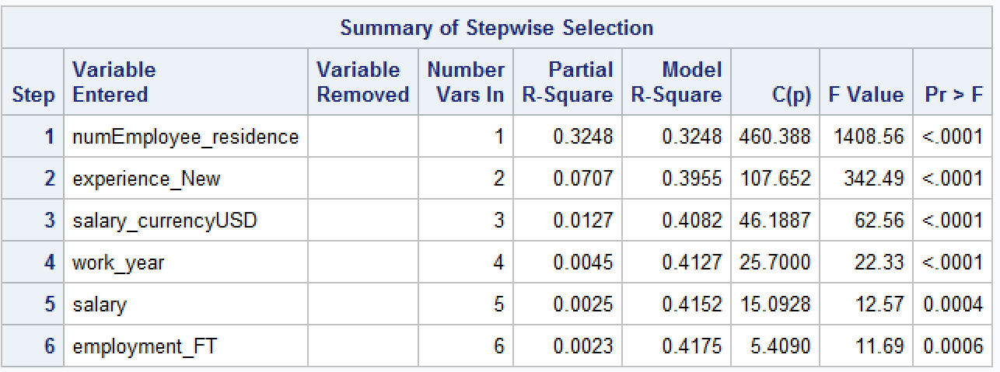 Summary of Stepwise Selection
Step Variable Entered Variable Removed Number Vars In Partial R-Square Model R-Square C(p) F Value Pr > F
1 numEmployee_residence 1 0.3248 0.3248 460.388 1408.56 <.0001
2 experience_New 2 0.0707 0.3955 107.652 342.49 <.0001
3 salary_currencyUSD 3 0.0127 0.4082 46.1887 62.56 <.0001
4 work_year 4 0.0045 0.4127 25.7000 22.33 <.0001
5 salary 5 0.0025 0.4152 15.0928 12.57 0.0004
6 employment_FT 6 0.0023 0.4175 5.4090 11.69 0.0006